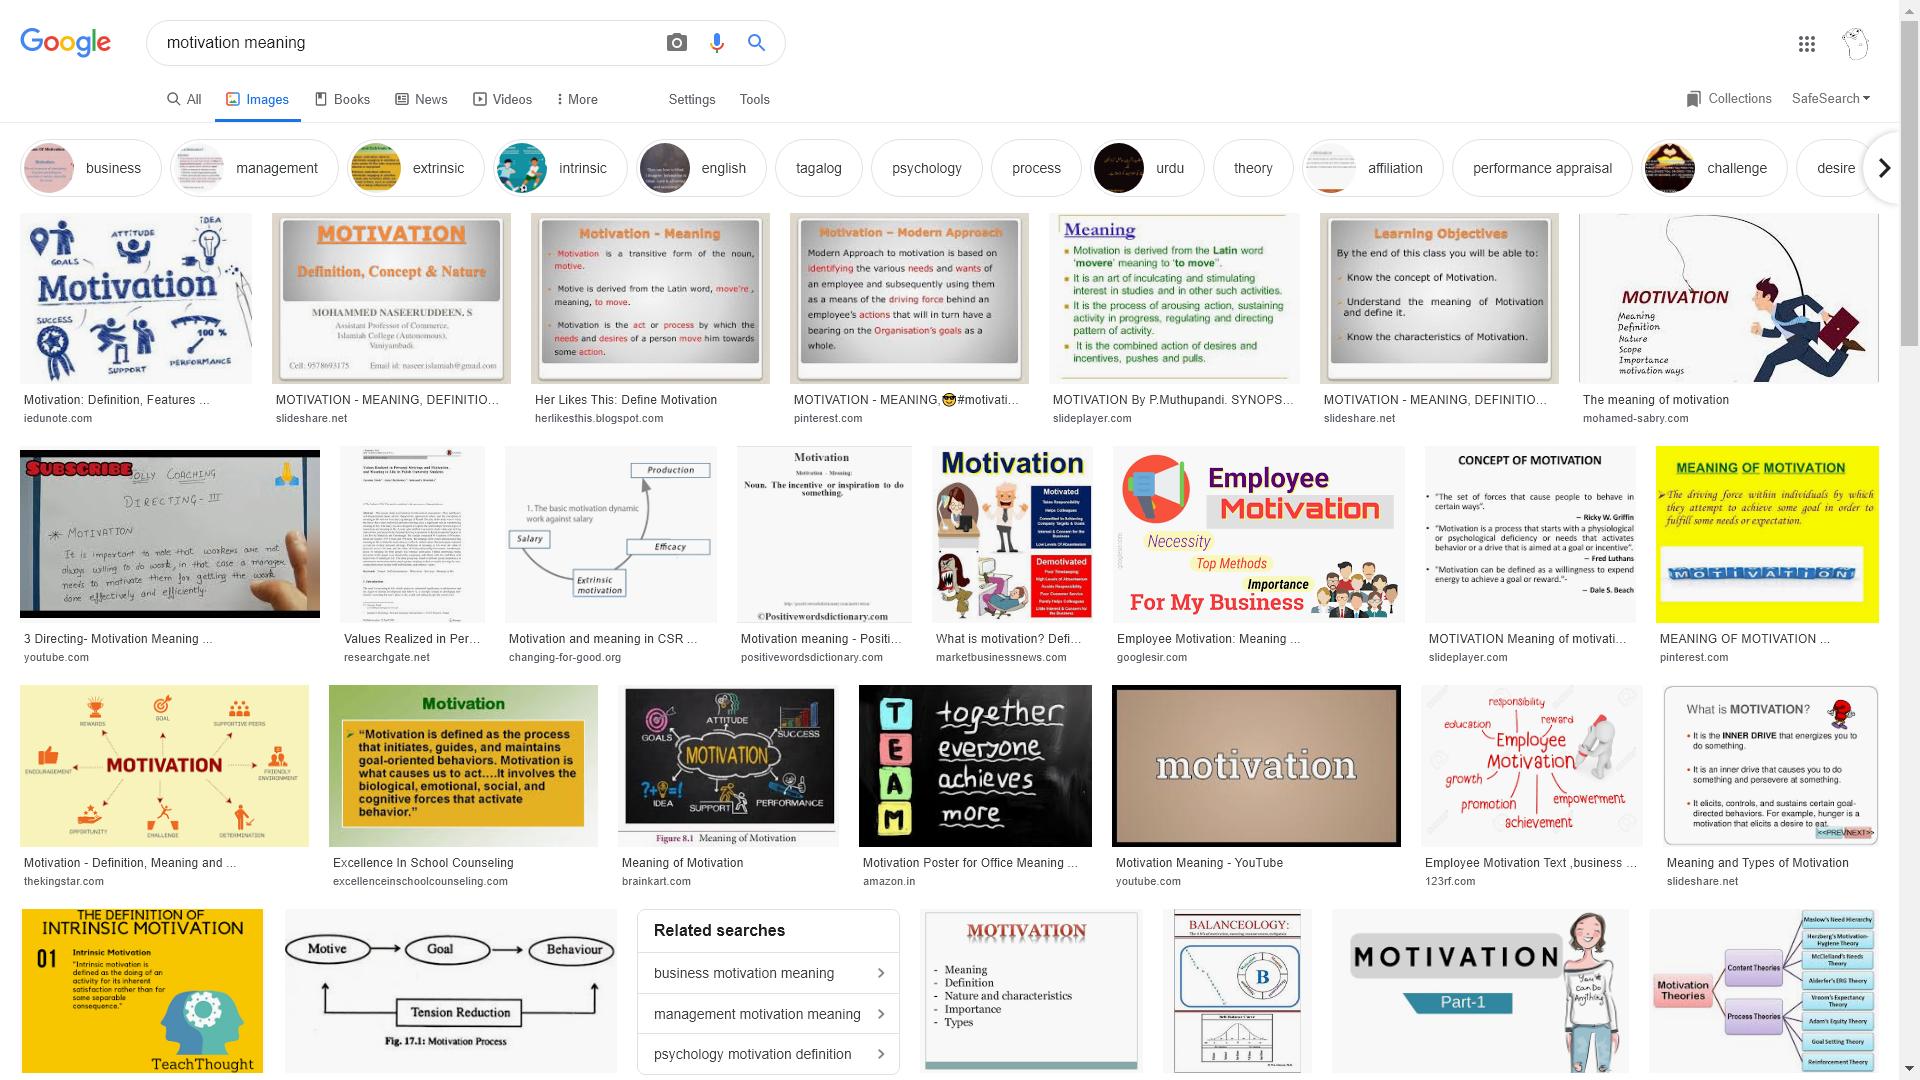 Google
motivation meaning
All
Images
Books
News
Videos
More
Settings
Tools
Collections
SafeSearch
business
management
extrinsic
intrinsic
english
tagalog
psychology
process
urdu
theory
affiliation
performance appraisal
challenge
desire
IDEA
ATTITUDE
GOALS
Motivation
SUCCESS
100 %
SUPPORT
PERFORMANCE
Motivation: Definition, Features ...
iedunote.com
MOTIVATION
Definition, Concept & Nature
MOHAMMED NASEERUDDEEN. S
Assistant Professor of Commerce,
Islamiah College (Autonomous),
Vaniyambadi.
Cell: 9578693175 Email id: naseer.islamiah@gmail.com
MOTIVATION - MEANING, DEFINITIO...
slideshare.net
Motivation - Meaning
Motivation is a transitive form of the noun,
motive.
Motive is derived from the Latin word, move're ,
meaning, to move.
Motivation is the act or process by which the
needs and desires of a person move him towards
some action.
Her Likes This: Define Motivation
herlikesthis.blogspot.com
Motivation – Modern Approach
Modern Approach to motivation is based on
identifying the various needs and wants of
an employee and subsequently using them
as a means of the driving force behind an
employee's actions that will in turn have a
bearing on the Organisation's goals as a
whole.
MOTIVATION - MEANING,😎#motivati...
pinterest.com
Meaning
Motivation is derived from the Latin word
'movere' meaning to 'to move".
It is an art of inculcating and stimulating
interest in studies and in other such activities.
It is the process of arousing action, sustaining
activity in progress, regulating and directing
pattern of activity.
It is the combined action of desires and
incentives, pushes and pulls.
MOTIVATION By P.Muthupandi. SYNOPS...
slideplayer.com
Learning Objectives
By the end of this class you will be able to:
Know the concept of Motivation.
Understand the meaning of Motivation
and define it.
Know the characteristics of Motivation.
MOTIVATION - MEANING, DEFINITIO...
slideshare.net
MOTIVATION
Meaning
Definition
Nature
Scope
Importance
motivation ways
The meaning of motivation
mohamed-sabry.com
SUBSCRIBE
JOLLY COACHING
DIRECTING- III
* MOTIVATION
It is important to note that workers are not
always willing to do work, in that case a manager
needs to motivate them for getting the work
done effectively and efficiently.
3 Directing- Motivation Meaning ...
youtube.com
Values Realized in Per...
researchgate.net
Production
1. The basic motivation dynamic
work against salary
Salary
Efficacy
Extrinsic
motivation
Motivation and meaning in CSR ...
changing-for-good.org
Motivation
Motivation - Meaning:
Noun. The incentive or inspiration to do
something.
©Positivewordsdictionary.com
Motivation meaning - Positi...
positivewordsdictionary.com
Motivation
Motivated
Takes Responsibility
Helps Colleagues
Committed to Achieving
Company Targets & Goals
Low Levels Of Absenteeism
Demotivated
Poor Timekeeping
High Levels of Absenteeism
Avoids Responsibility
Poor Customer Service
Rarely Helps Colleagues
Little Interest & Concern for
the Business
What is motivation? Defi...
marketbusinessnews.com
Employee
Motivation
Necessity
Top Methods
Importance
For My Business
Employee Motivation: Meaning ...
googlesir.com
CONCEPT OF MOTIVATION
"The set of forces that cause people to behave in
certain ways".
– Ricky W. Griffin
"Motivation is a process that starts with a physiological
or psychological deficiency or needs that activates
behavior or a drive that is aimed at a goal or incentive".
– Fred Luthans
"Motivation can be defined as a willingness to expend
energy to achieve a goal or reward."-
– Dale S. Beach
MOTIVATION Meaning of motivati...
slideplayer.com
MEANING OF MOTIVATION
The driving force within individuals by which
they attempt to achieve some goal in order to
fulfill some needs or expectation.
MOTIVATION
MEANING OF MOTIVATION ...
pinterest.com
REWARDS
GOAL
SUPPORTIVE PEERS
ENCOURAGEMENT
MOTIVATION
FRIENDLY
ENVIRONMENT
OPPORTUNITY
CHALLENGE
DETERMINATION
Motivation - Definition, Meaning and ...
thekingstar.com
Motivation
"Motivation is defined as the process
that initiates, guides, and maintains
goal-oriented behaviors. Motivation is
what causes us to act....It involves the
biological, emotional, social, and
cognitive forces that activate
behavior."
Excellence In School Counseling
excellenceinschoolcounseling.com
ATTITUDE
GOALS
SUCCESS
MOTIVATION
IDEA
SUPPORT
PERFORMANCE
Figure 8.1 Meaning of Motivation
Meaning of Motivation
brainkart.com
T together
E everyone
A achieves
M more
Motivation Poster for Office Meaning ...
amazon.in
motivation
Motivation Meaning - YouTube
youtube.com
responsibility
education
reward
Employee
Motivation
growth
promotion
empowerment
achievement
Employee Motivation Text ,business ...
123rf.com
What is MOTIVATION?
It is the INNER DRIVE that energizes you to
do something.
It is an inner drive that causes you to do
something and persevere at something.
It elicits, controls, and sustains certain goal-
directed behaviors. For example, hunger is a
motivation that elicits a desire to eat.
<<PREV NEXT>>
Meaning and Types of Motivation
slideshare.net
THE DEFINITION OF
INTRINSIC MOTIVATION
01
Intrinsic Motivation
"Intrinsic motivation is
defined as the doing of an
activity for its inherent
satisfaction rather than for
some separable
consequence."
TeachThought
Motive
Goal
Behaviour
Tension Reduction
Fig. 17.1: Motivation Process
Related searches
business motivation meaning
management motivation meaning
psychology motivation definition
MOTIVATION
- Meaning
- Definition
- Nature and characteristics
- Importance
- Types
BALANCEOLOGY:
B
MOTIVATION
Part-1
You
Can Do
Anything
Motivation
Theories
Content Theories
Process Theories
Maslow's Need Hierarchy
Herzberg's Motivation-
Hygiene Theory
McClelland's Needs
Theory
Alderfer's ERG Theory
Vroom's Expectancy
Theory
Adam's Equity Theory
Goal Setting Theory
Reinforcement Theory